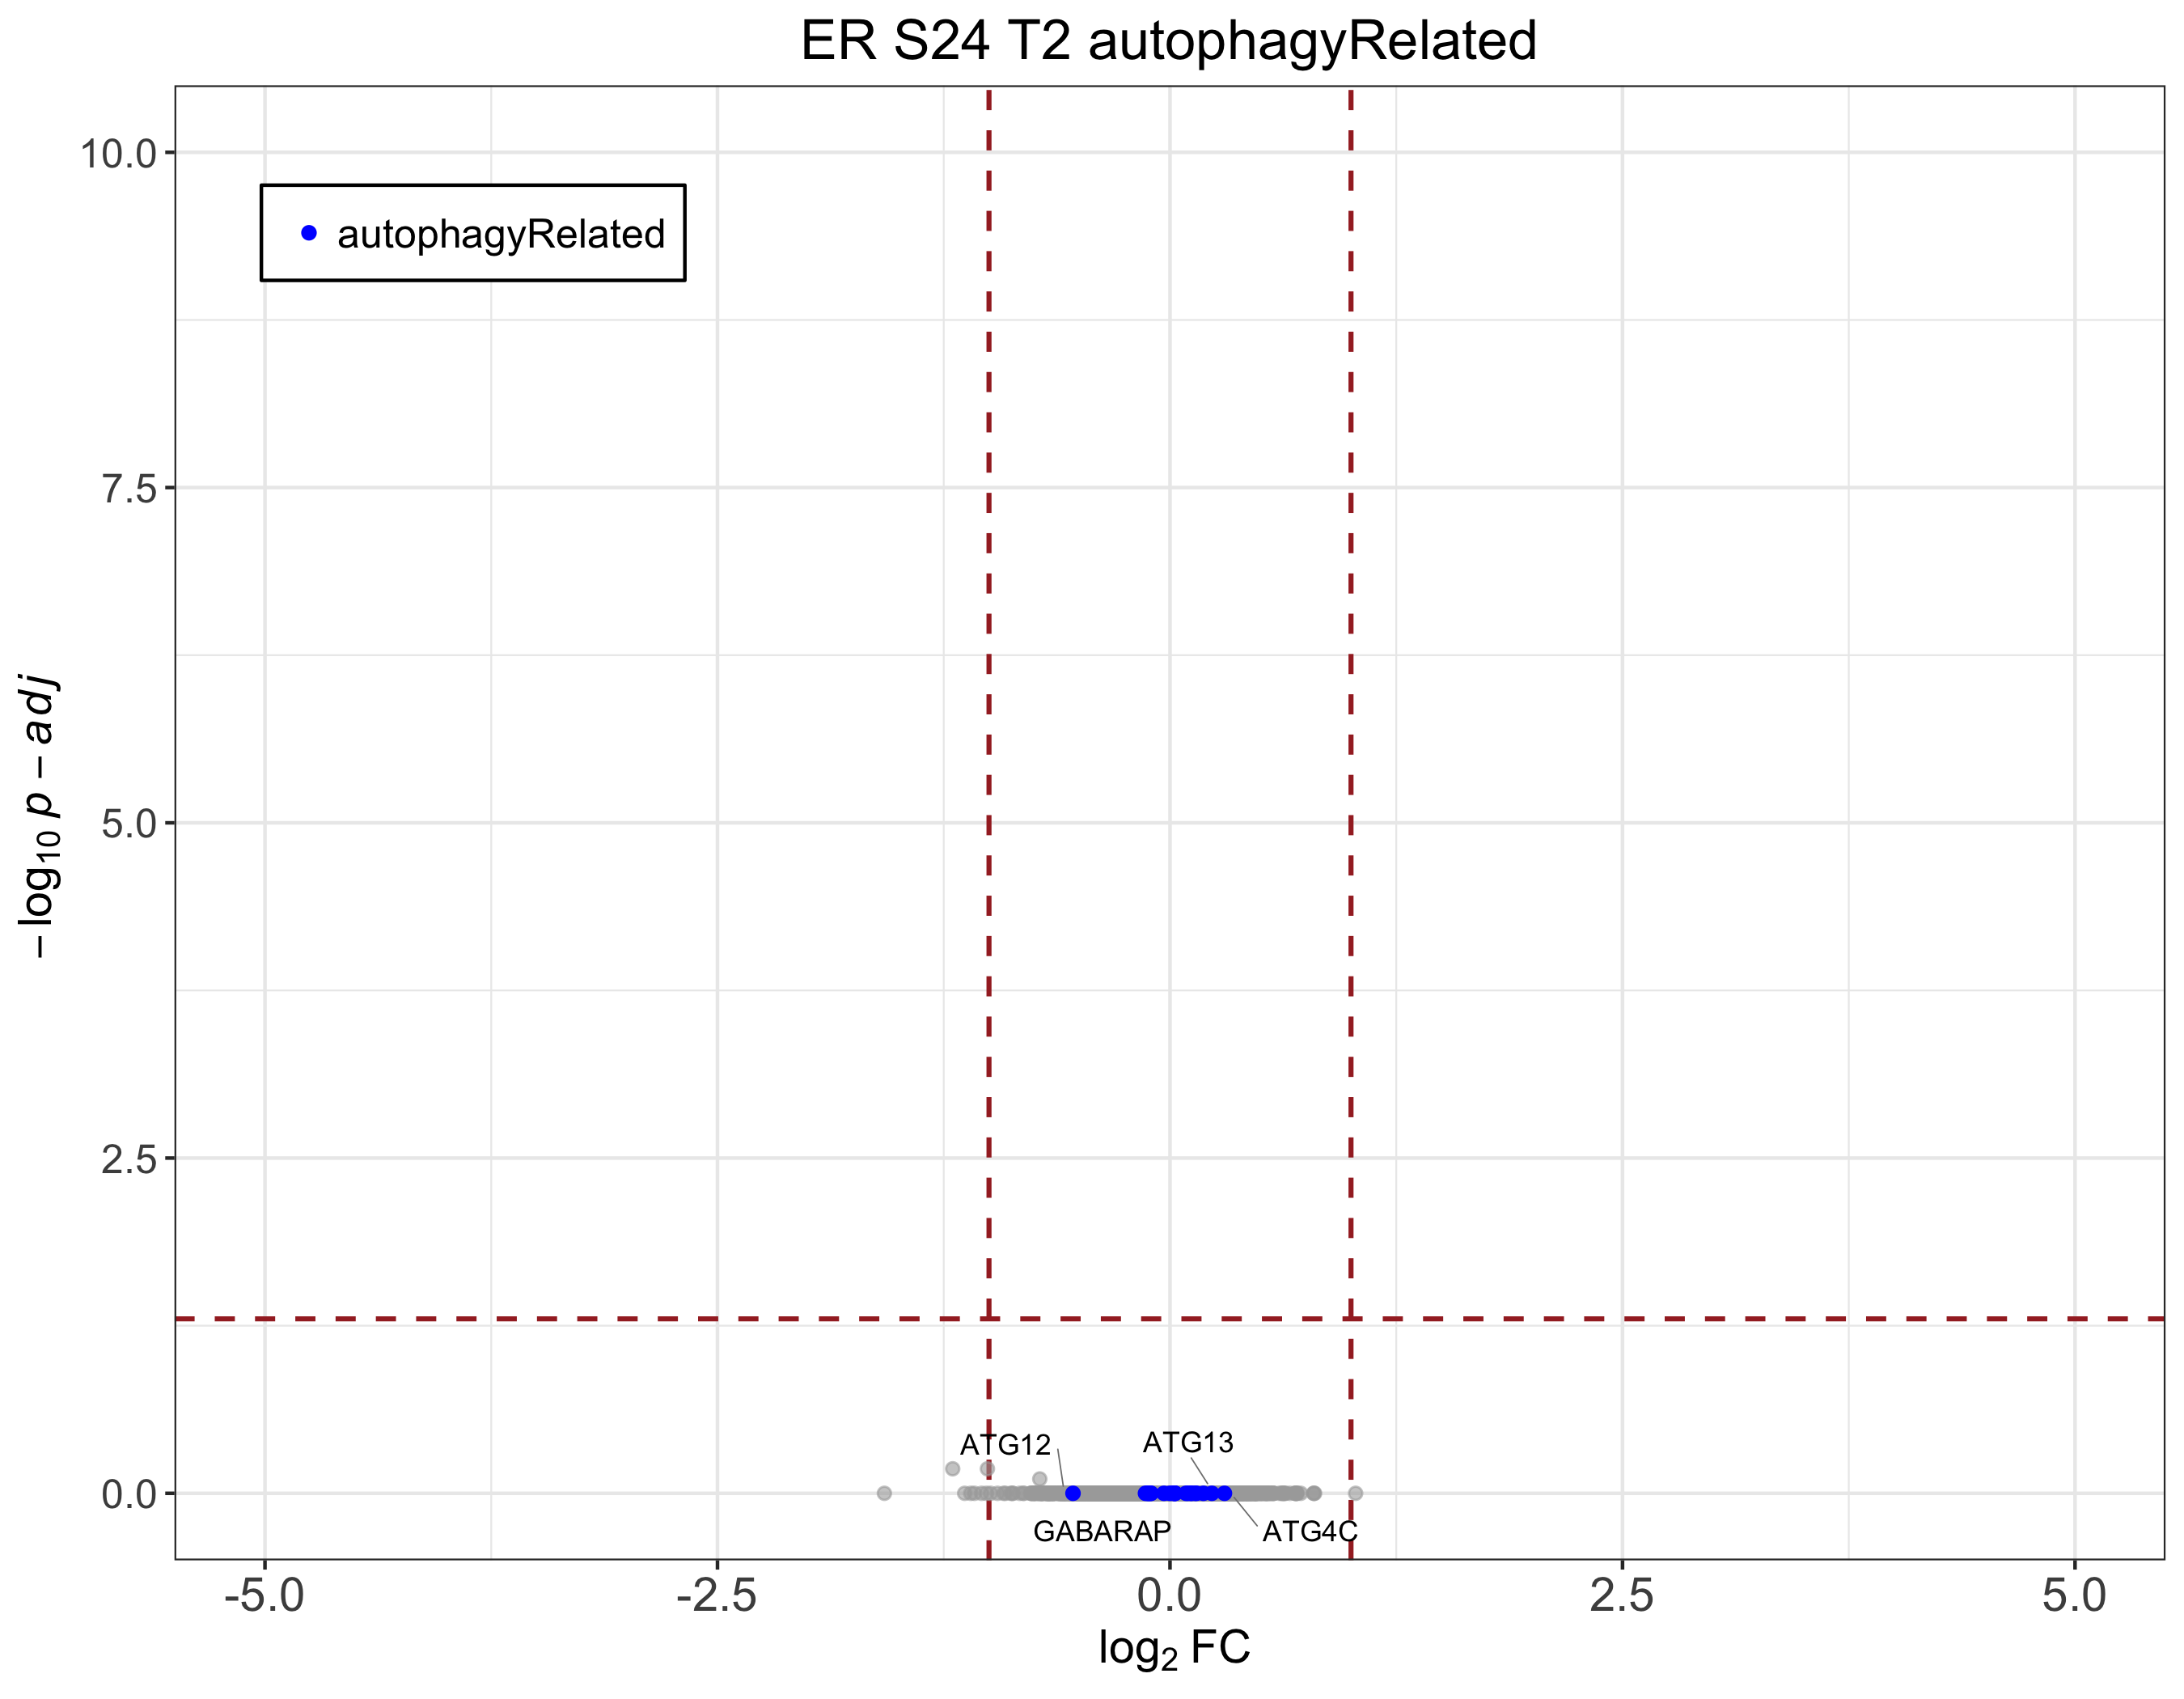 ER S24 T2 autophagyRelated
autophagyRelated
10.0
7.5
5.0
2.5
0.0
−log10 p − adj
ATG12
ATG13
GABARAP
ATG4C
-5.0
-2.5
0.0
2.5
5.0
log2 FC